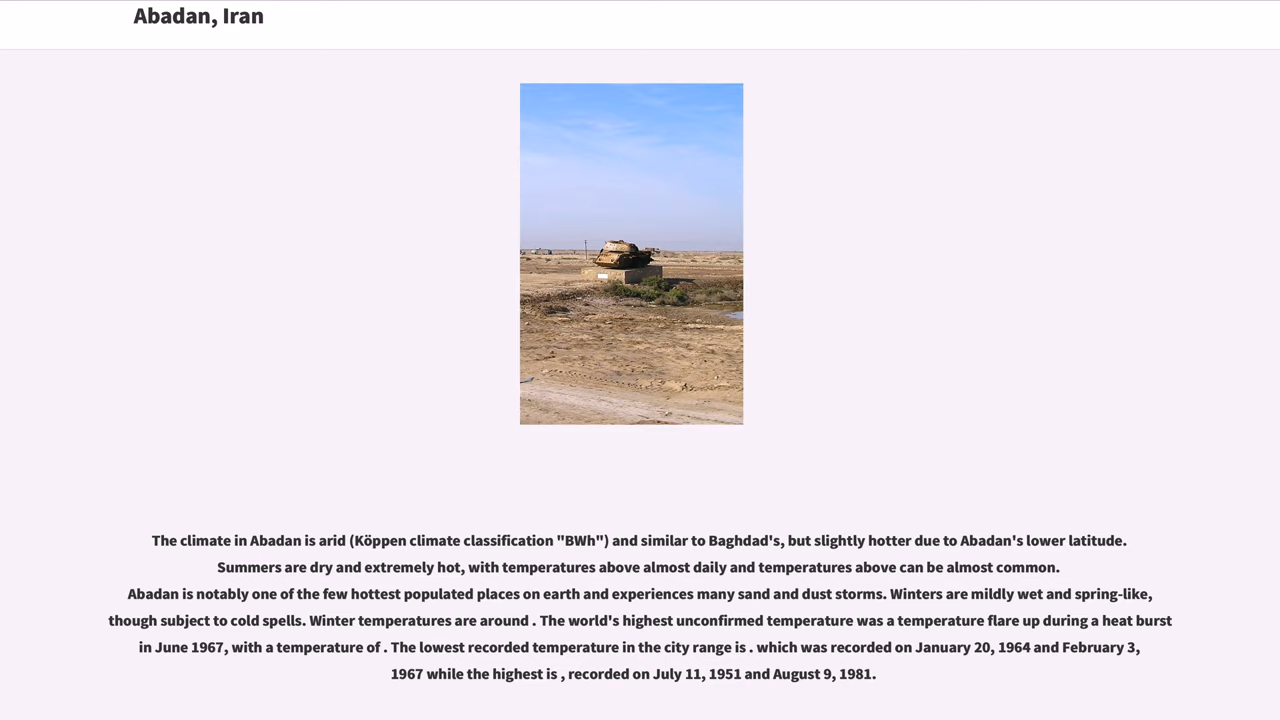 Abadan, Iran
The climate in Abadan is arid (Köppen climate classification "BWh") and similar to Baghdad's, but slightly hotter due to Abadan's lower latitude.
Summers are dry and extremely hot, with temperatures above almost daily and temperatures above can be almost common.
Abadan is notably one of the few hottest populated places on earth and experiences many sand and dust storms. Winters are mildly wet and spring-like,
though subject to cold spells. Winter temperatures are around . The world's highest unconfirmed temperature was a temperature flare up during a heat burst
in June 1967, with a temperature of . The lowest recorded temperature in the city range is . which was recorded on January 20, 1964 and February 3,
1967 while the highest is , recorded on July 11, 1951 and August 9, 1981.